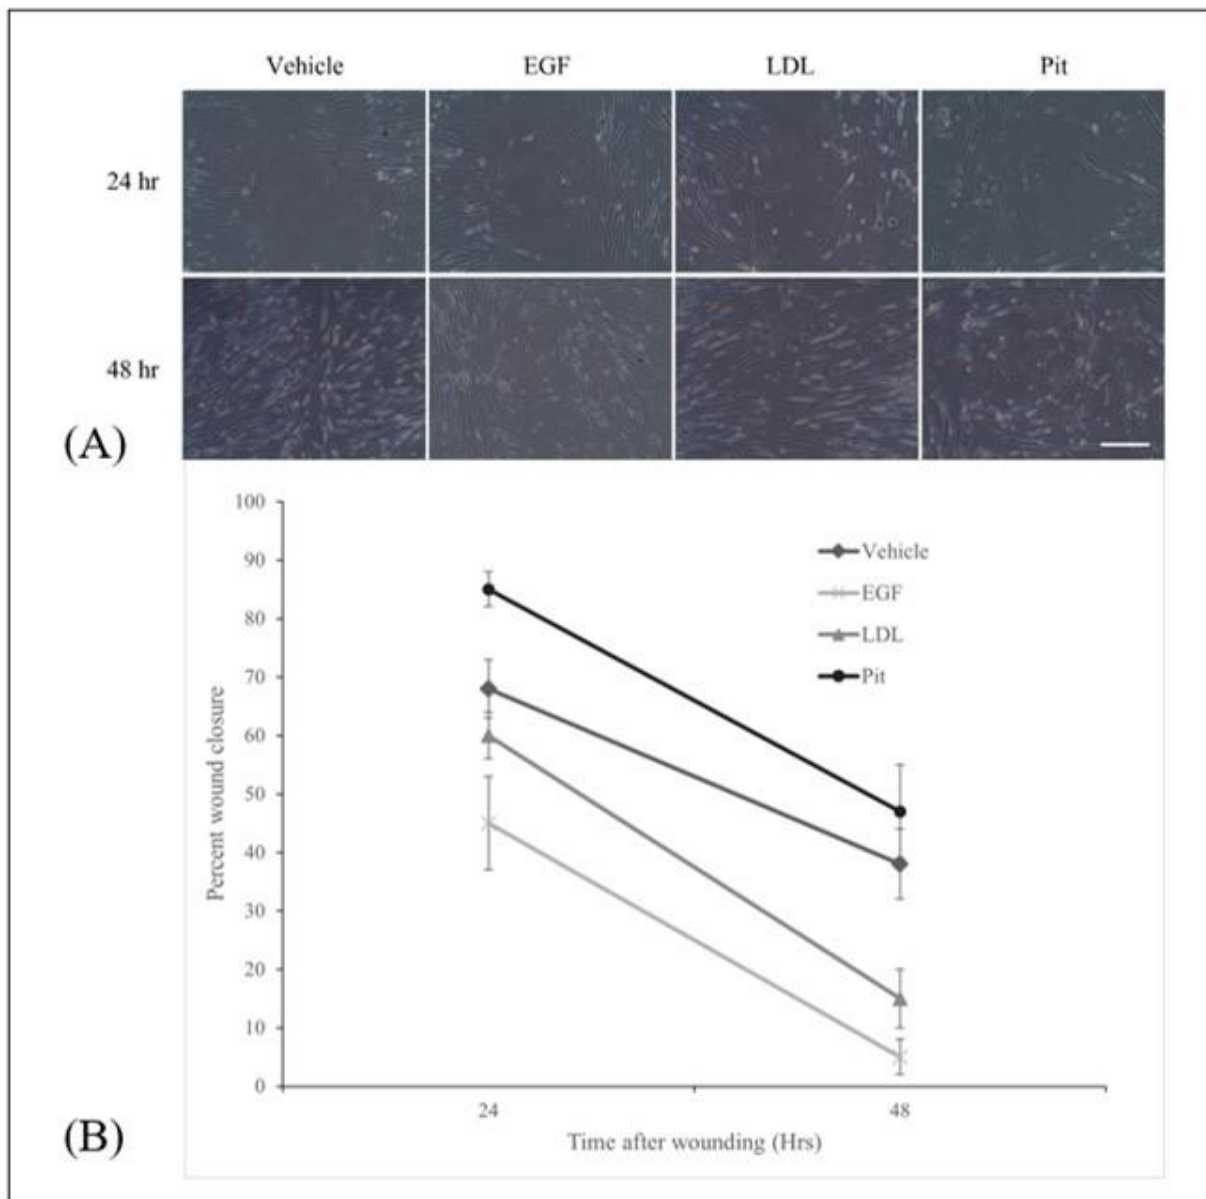 Vehicle EGF LDL Pit
24 hr
48 hr
(A)
100
90
80
70
60
50
40
30
20
10
0
Percent wound closure
Vehicle
EGF
LDL
Pit
24 48
Time after wounding (Hrs)
(B)